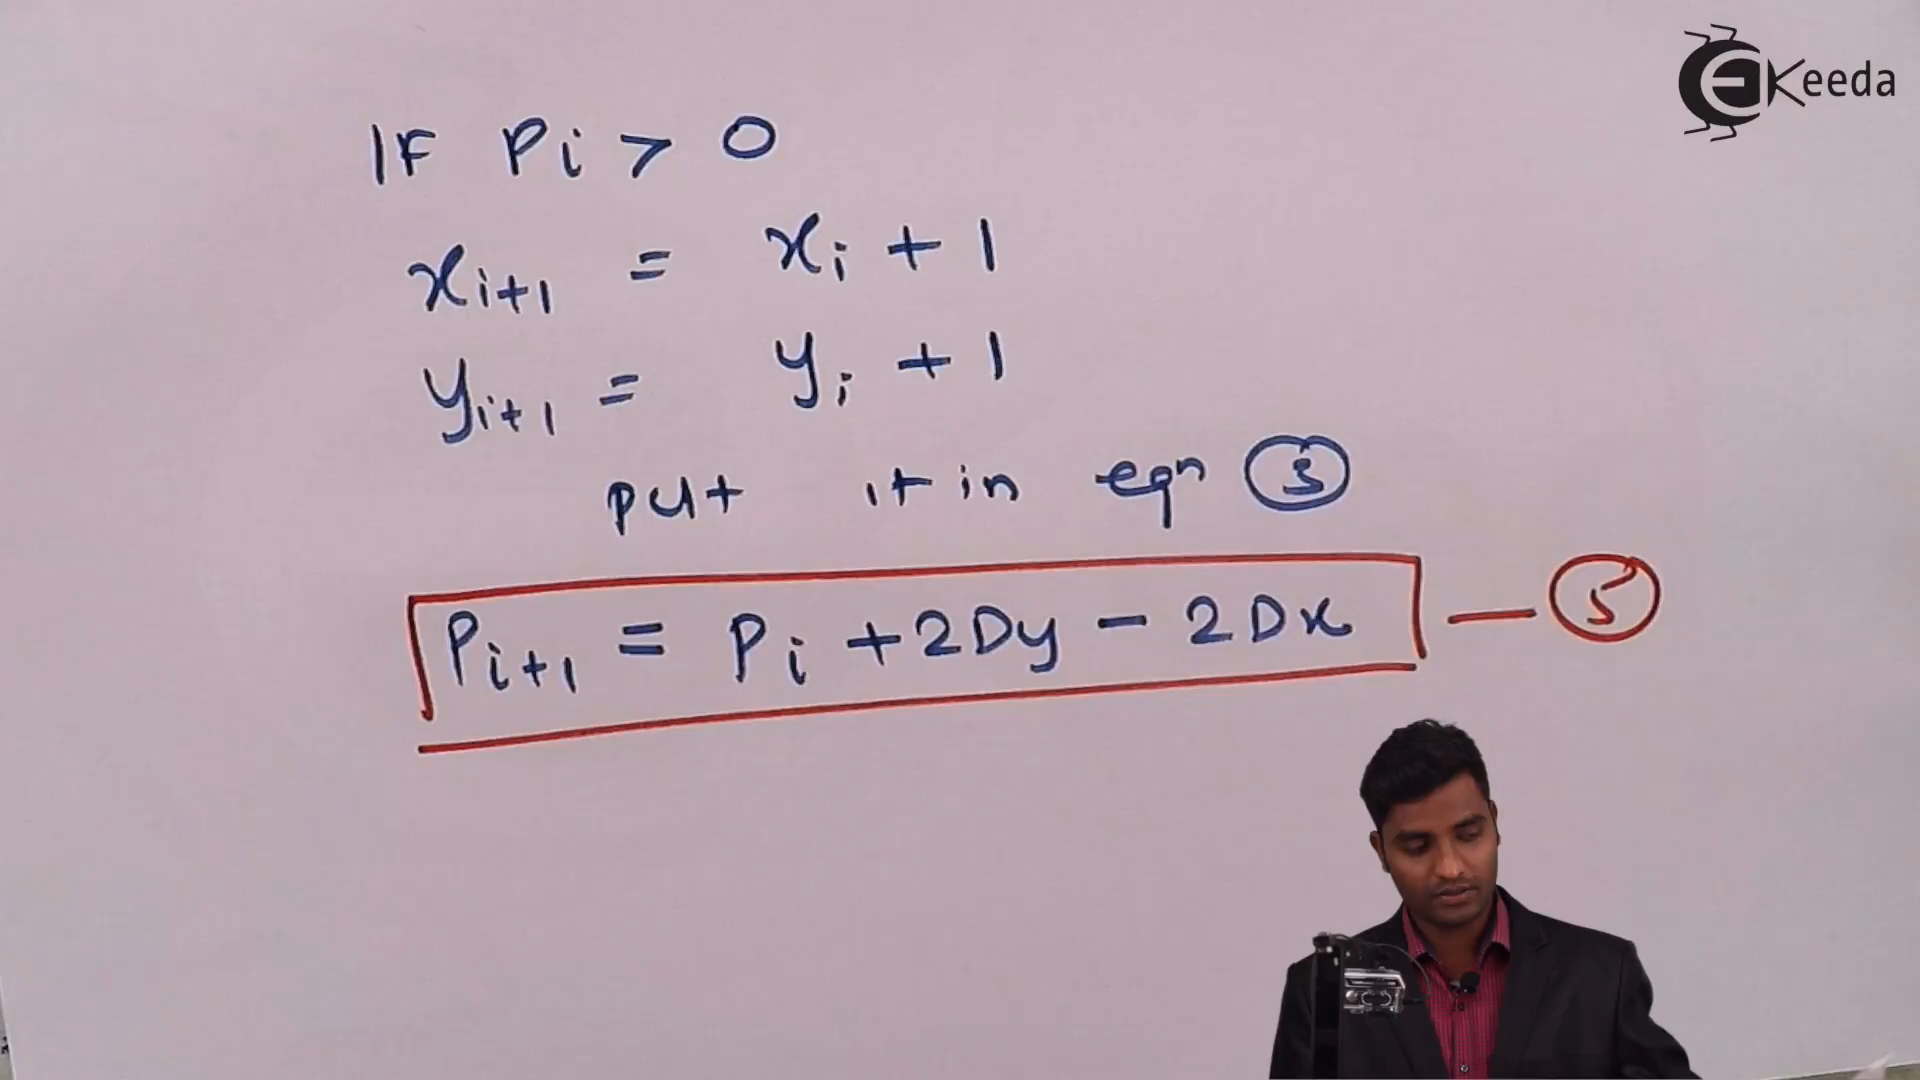 eKeeda
IF Pi > 0
xi+1 = xi + 1
yi+1 = yi + 1
put it in eqn 3
Pi+1 = Pi + 2Dy - 2Dx — 5